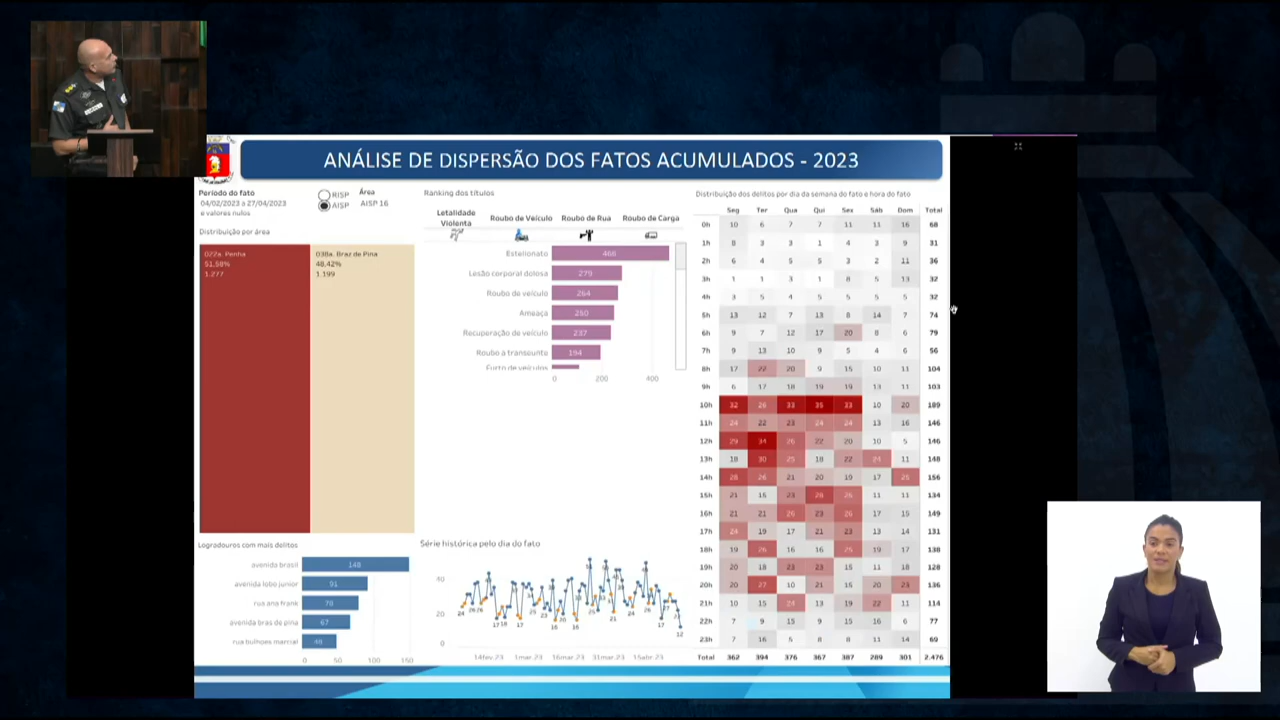 ANÁLISE DE DISPERSÃO DOS FATOS ACUMULADOS - 2023
Período do fato
04/02/2023 a 27/04/2023
e valores nulos
RISP
AISP
Área
AISP 16
Distribuição por área
022a. Penha
51,58%
1.277
038a. Braz de Pina
48,42%
1.199
Ranking dos títulos
Letalidade Violenta
Roubo de Veículo
Roubo de Rua
Roubo de Carga
Estelionato 468
Lesão corporal dolosa 279
Roubo de veículo 264
Ameaça 250
Recuperação de veículo 237
Roubo a transeunte 194
Furto de veículos
0 200 400
Logradouros com mais delitos
avenida brasil 148
avenida lobo junior 91
rua ana frank 78
avenida bras de pina 67
rua bulhoes marcial 48
0 50 100 150
Série histórica pelo dia do fato
40
20
0
14fev.23 1mar.23 16mar.23 31mar.23 15abr.23
Distribuição dos delitos por dia da semana do fato e hora do fato
Seg Ter Qua Qui Sex Sáb Dom Total
0h 10 6 7 7 11 11 16 68
1h 8 3 3 1 4 3 9 31
2h 6 4 5 5 3 2 11 36
3h 1 1 3 1 8 5 13 32
4h 3 5 4 5 5 5 5 32
5h 13 12 7 13 8 14 7 74
6h 9 7 12 17 20 8 6 79
7h 9 13 10 9 5 4 6 56
8h 17 22 20 9 15 10 11 104
9h 6 17 18 19 19 13 11 103
10h 32 26 33 35 33 10 20 189
11h 24 22 23 24 24 13 16 146
12h 29 34 26 22 20 10 5 146
13h 18 30 25 18 22 24 11 148
14h 28 26 21 20 19 17 25 156
15h 21 16 23 28 25 11 11 134
16h 21 21 26 23 26 17 15 149
17h 24 19 17 21 23 13 14 131
18h 19 26 16 16 25 19 17 138
19h 20 18 23 23 15 11 18 128
20h 20 27 10 21 15 20 23 136
21h 10 15 24 13 19 22 11 114
22h 7 9 15 9 15 16 6 77
23h 7 16 5 8 8 11 14 69
Total 362 394 376 367 387 289 301 2.476